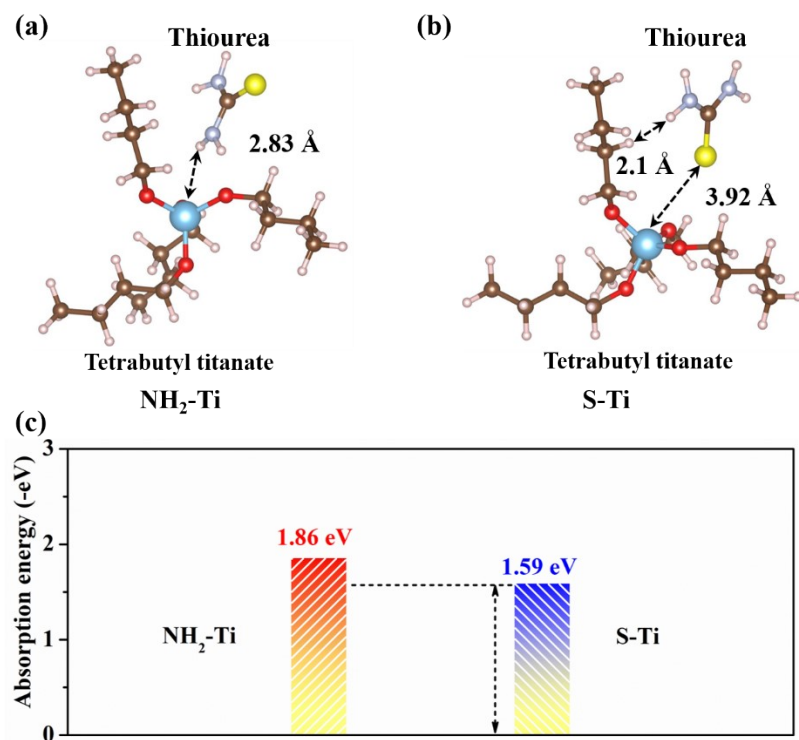 (a)
Thiourea
2.83 Å
Tetrabutyl titanate
NH₂-Ti
(b)
Thiourea
2.1 Å
3.92 Å
Tetrabutyl titanate
S-Ti
(c)
Absorption energy (-eV)
3
2
1
0
1.86 eV
1.59 eV
NH₂-Ti
S-Ti